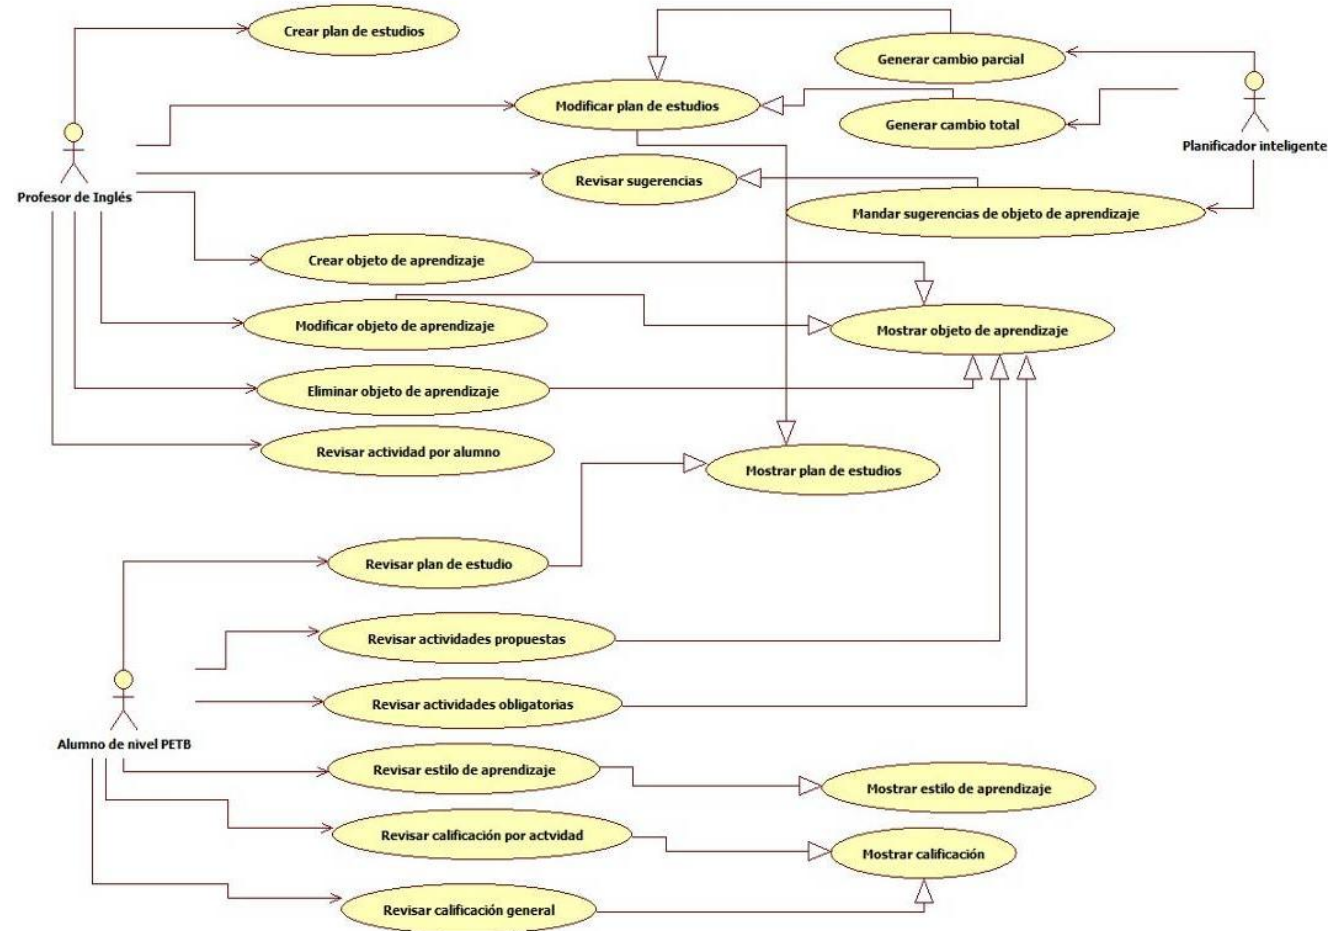 Crear plan de estudios
Generar cambio parcial
Modificar plan de estudios
Generar cambio total
Planificador inteligente
Profesor de Inglés
Revisar sugerencias
Mandar sugerencias de objeto de aprendizaje
Crear objeto de aprendizaje
Modificar objeto de aprendizaje
Mostrar objeto de aprendizaje
Eliminar objeto de aprendizaje
Revisar actividad por alumno
Mostrar plan de estudios
Revisar plan de estudio
Revisar actividades propuestas
Revisar actividades obligatorias
Alumno de nivel PETB
Revisar estilo de aprendizaje
Mostrar estilo de aprendizaje
Revisar calificación por actvidad
Mostrar calificación
Revisar calificación general